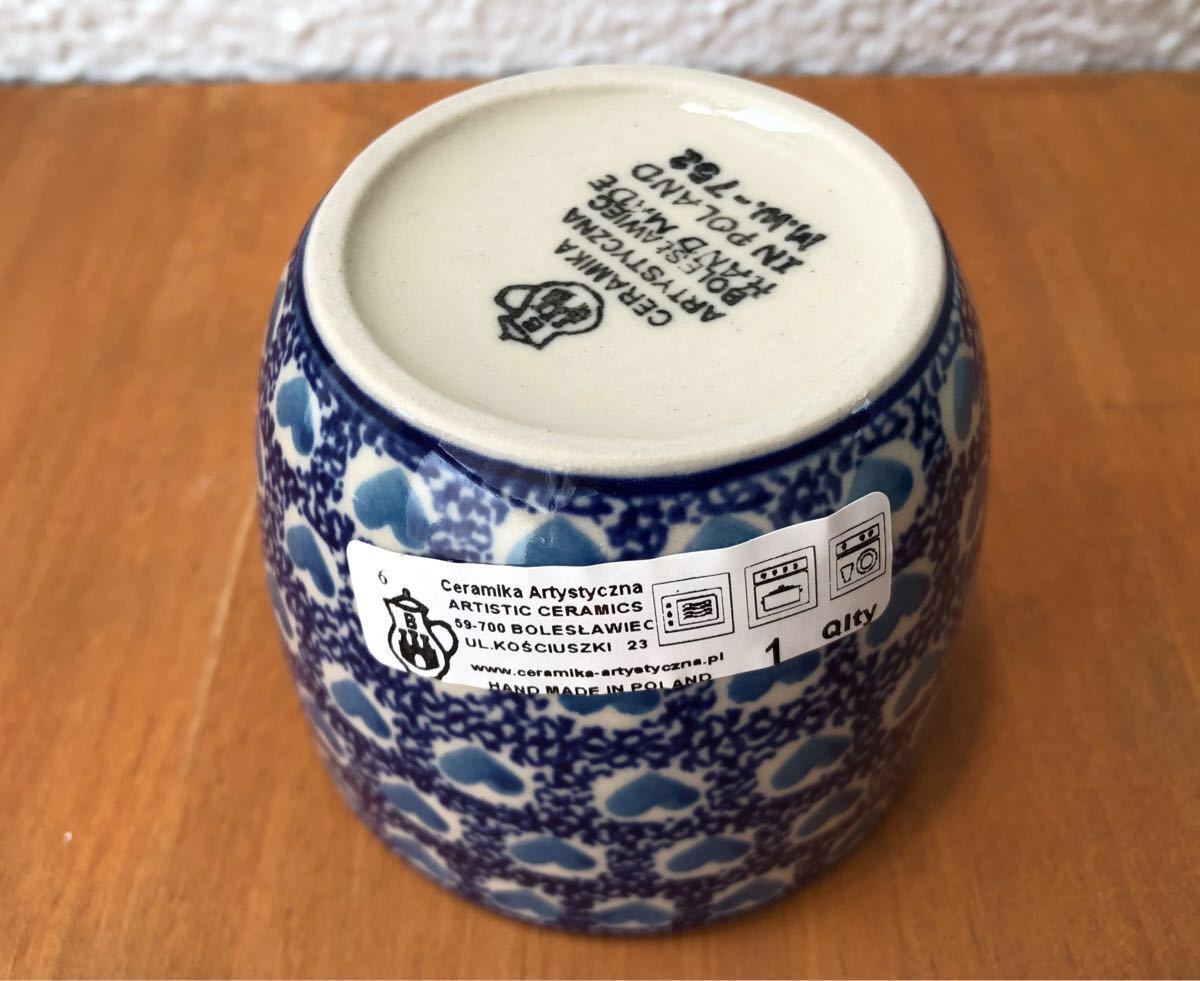 CERAMIKA
ARTYSTYCZNA
BOLESŁAWIEC
HAND MADE
IN POLAND
M.W.-752
B
6
Ceramika Artystyczna
ARTISTIC CERAMICS
59-700 BOLESŁAWIEC
UL.KOŚCIUSZKI 23
www.ceramika-artystyczna.pl
HAND MADE IN POLAND
B
1 Qlty